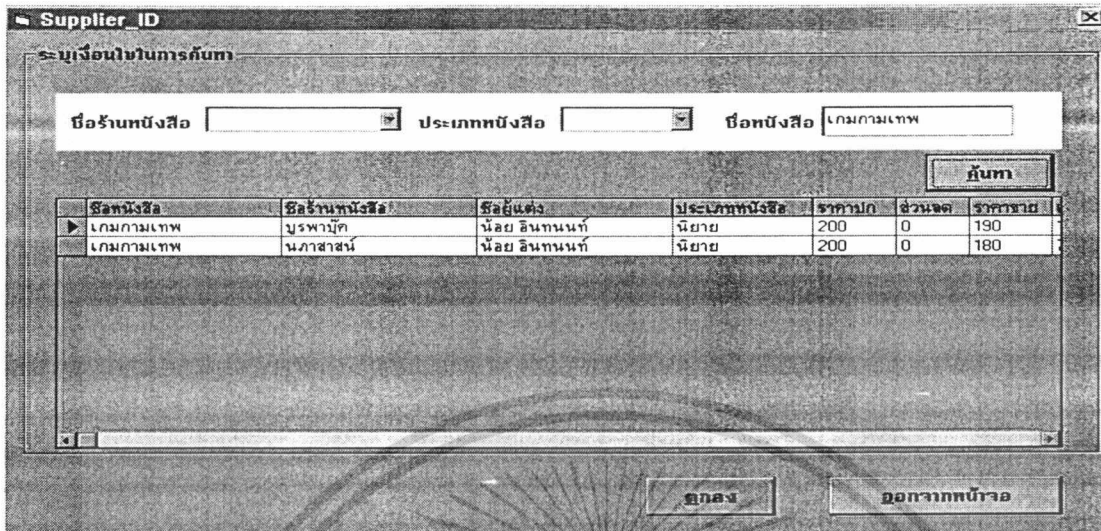 Supplier_ID
ระบุเงื่อนไขในการค้นหา
ชื่อร้านหนังสือ ประเภทหนังสือ ชื่อหนังสือ เกมกามเทพ
ค้นหา
ชื่อหนังสือ ชื่อร้านหนังสือ ชื่อผู้แต่ง ประเภทหนังสือ ราคาปก ส่วนลด ราคาขาย
เกมกามเทพ บูรพาบุ๊ค น้อย อินทนนท์ นิยาย 200 0 190
เกมกามเทพ นภาสาสน์ น้อย อินทนนท์ นิยาย 200 0 180
ตกลง ออกจากหน้าจอ